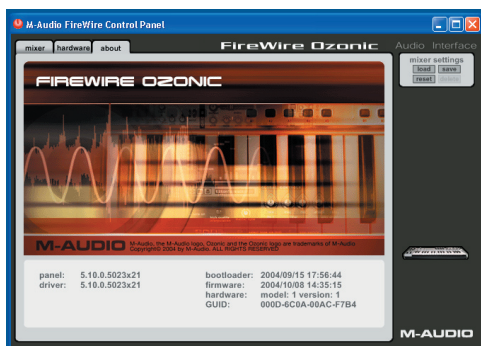 M-Audio FireWire Control Panel
mixer hardware about FireWire Ozonic Audio Interface
mixer settings
load save
reset delete
FIREWIRE OZONIC
M-AUDIO
M-Audio, the M-Audio logo, Ozonic and the Ozonic logo are trademarks of M-Audio
Copyright© 2004 by M-Audio. ALL RIGHTS RESERVED
panel: 5.10.0.5023x21 bootloader: 2004/09/15 17:56:44
driver: 5.10.0.5023x21 firmware: 2004/10/08 14:35:15
hardware: model: 1 version: 1
GUID: 000D-6C0A-00AC-F7B4
M-AUDIO